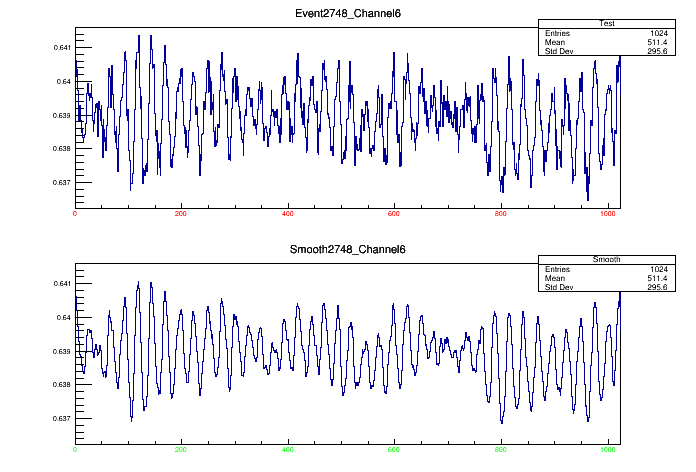 Event2748_Channel6
Test
Entries 1024
Mean 511.4
Std Dev 295.6
0.641
0.64
0.639
0.638
0.637
0 200 400 600 800 1000
Smooth2748_Channel6
Smooth
Entries 1024
Mean 511.4
Std Dev 295.6
0.641
0.64
0.639
0.638
0.637
0 200 400 600 800 1000